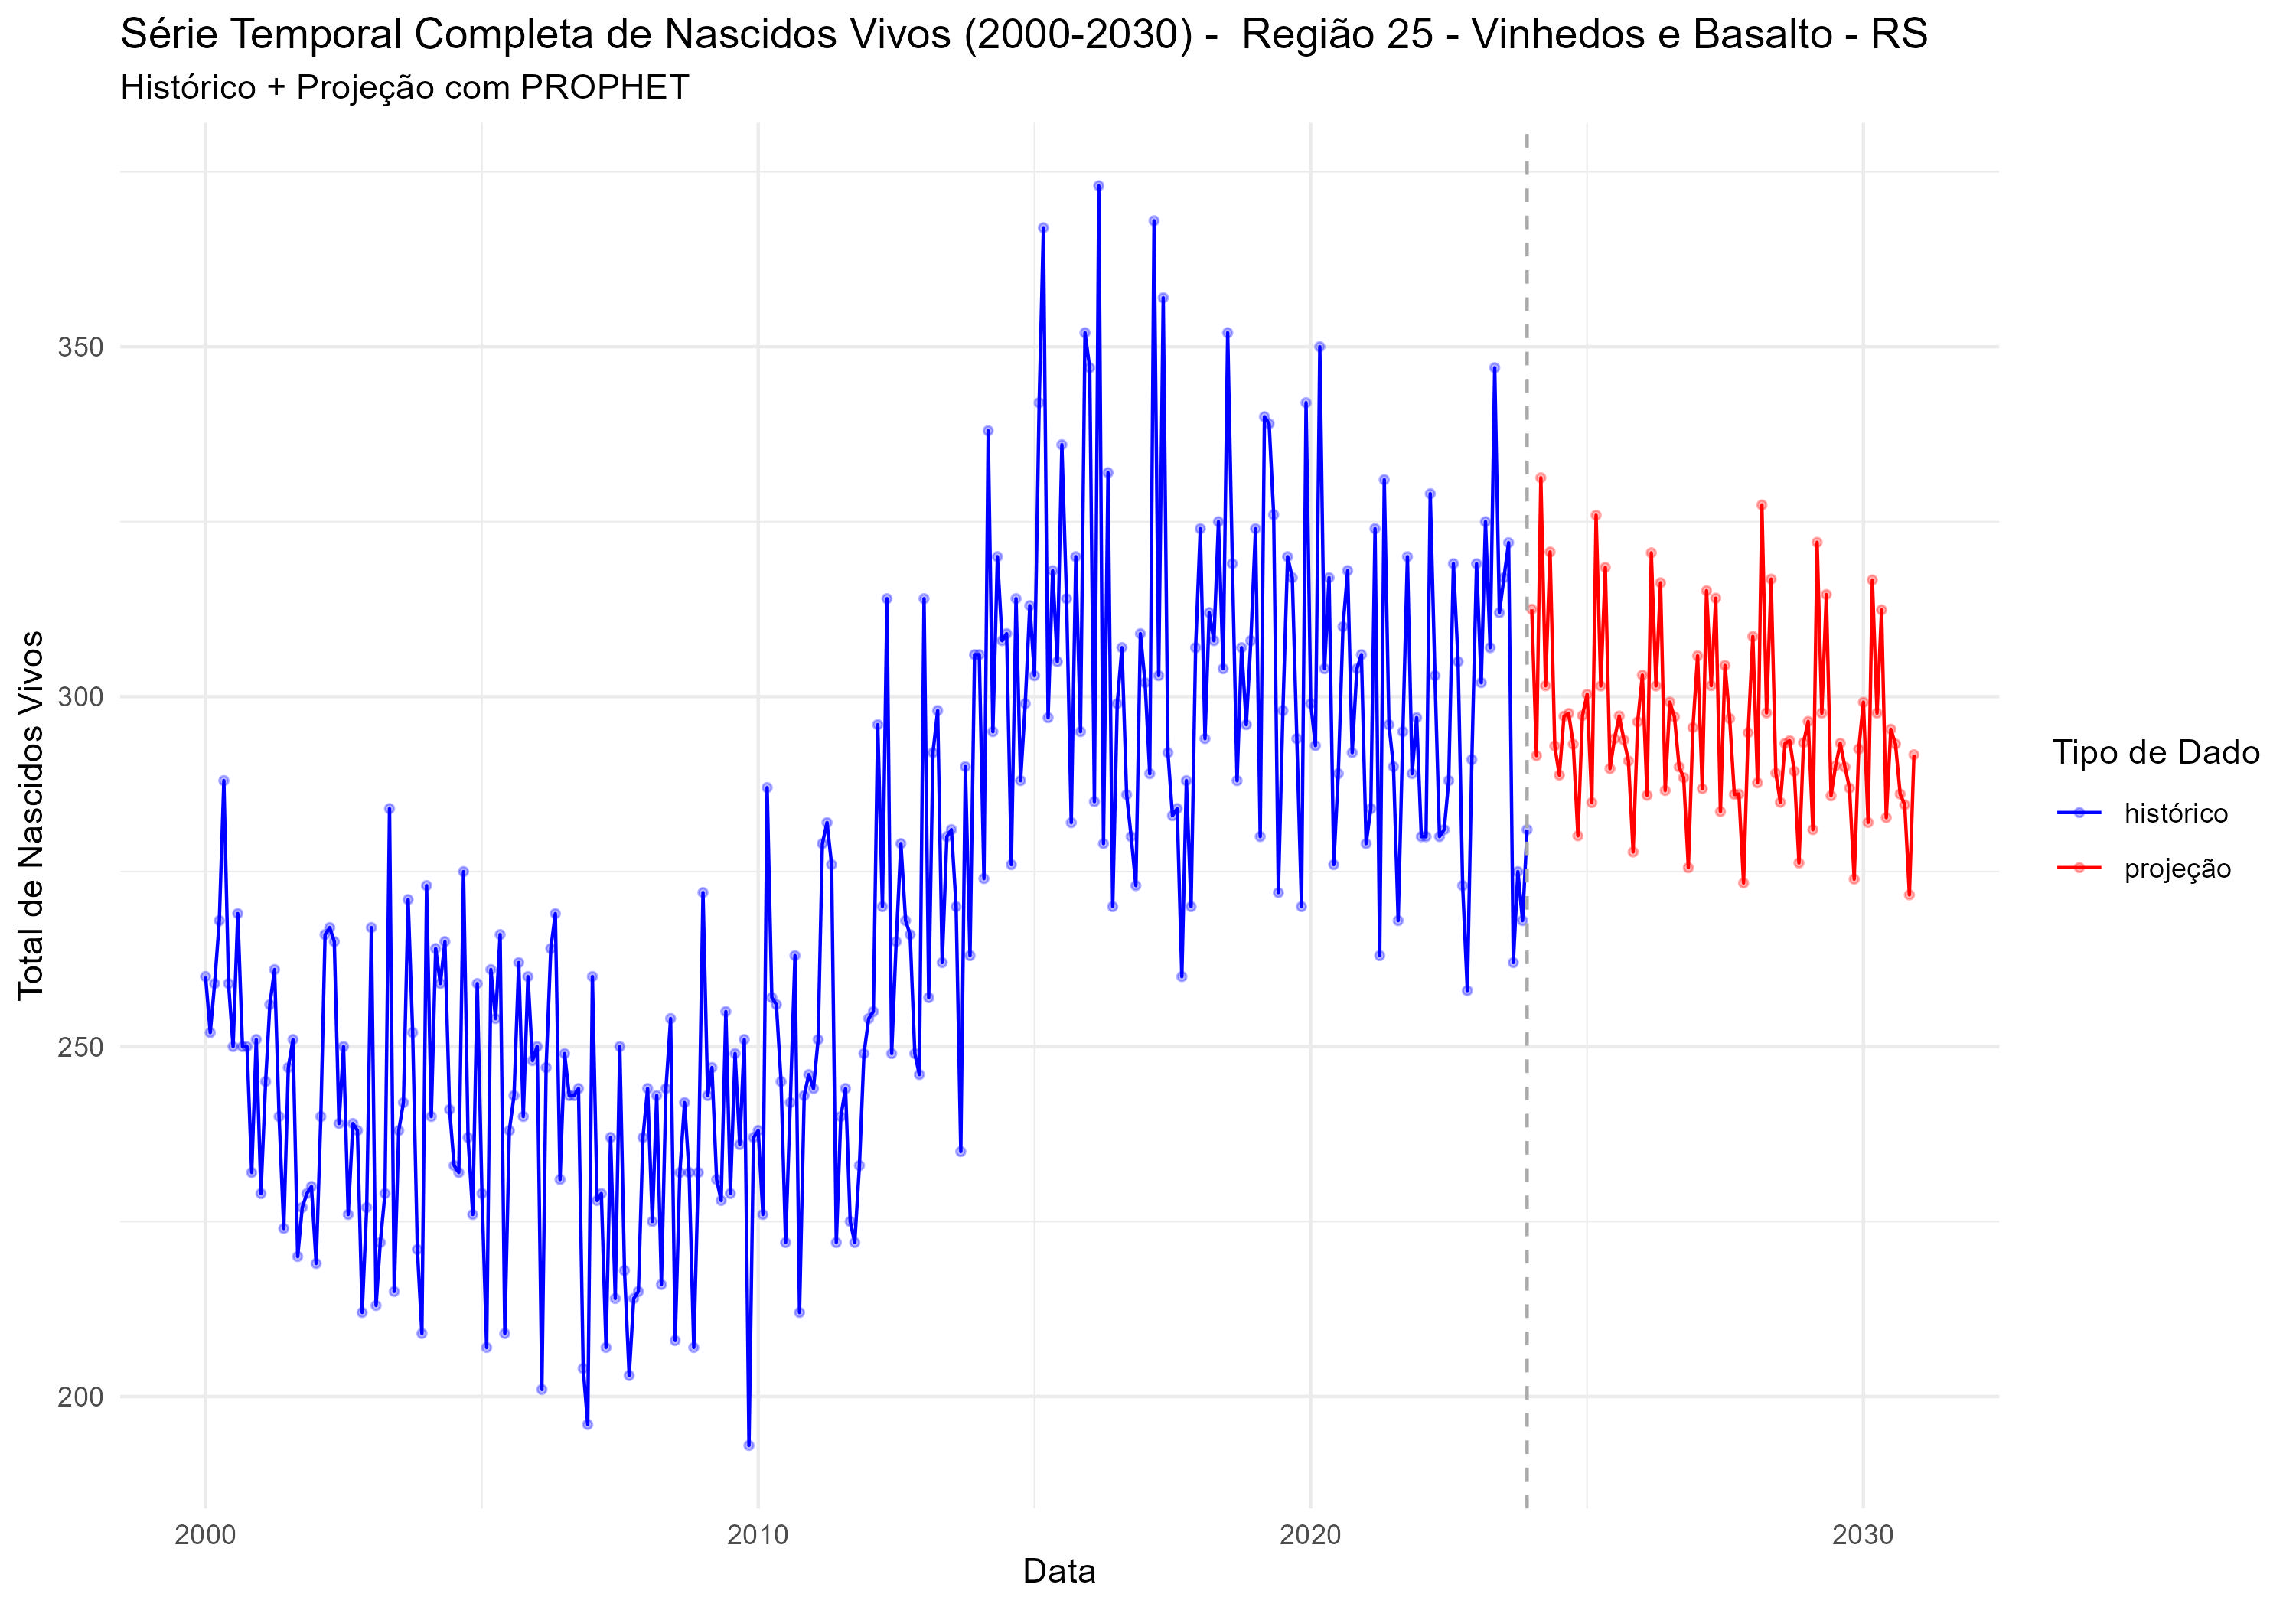 Série Temporal Completa de Nascidos Vivos (2000-2030) -  Região 25 - Vinhedos e Basalto - RS
Histórico + Projeção com PROPHET
Total de Nascidos Vivos
350
300
250
200
2000
2010
2020
2030
Data
Tipo de Dado
histórico
projeção